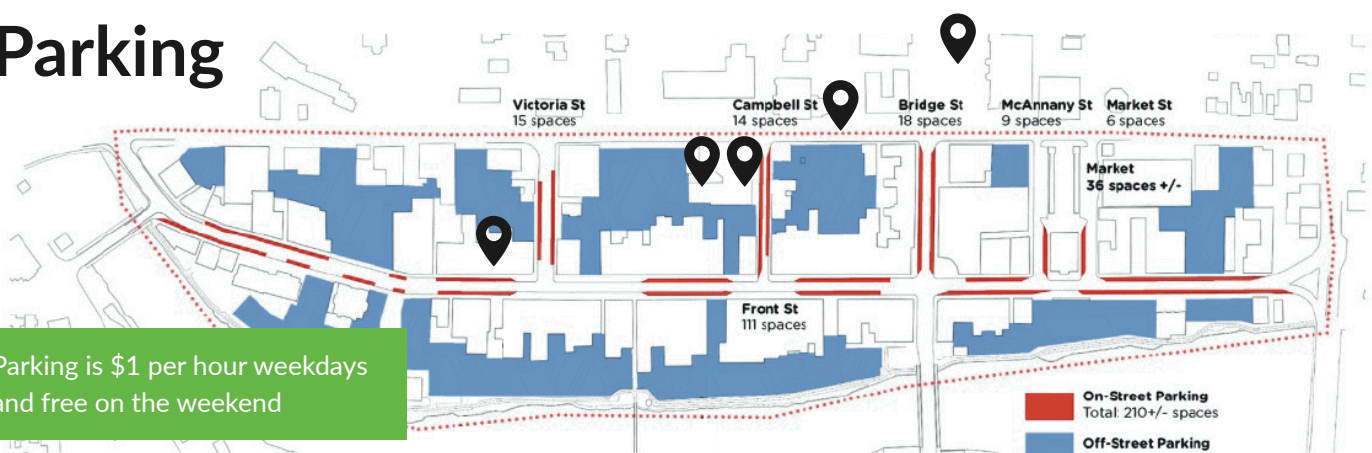 Parking
Victoria St
15 spaces
Campbell St
14 spaces
Bridge St
18 spaces
McAnnany St
9 spaces
Market St
6 spaces
Market
36 spaces +/-
Front St
111 spaces
Parking is $1 per hour weekdays
and free on the weekend
On-Street Parking
Total: 210+/- spaces
Off-Street Parking